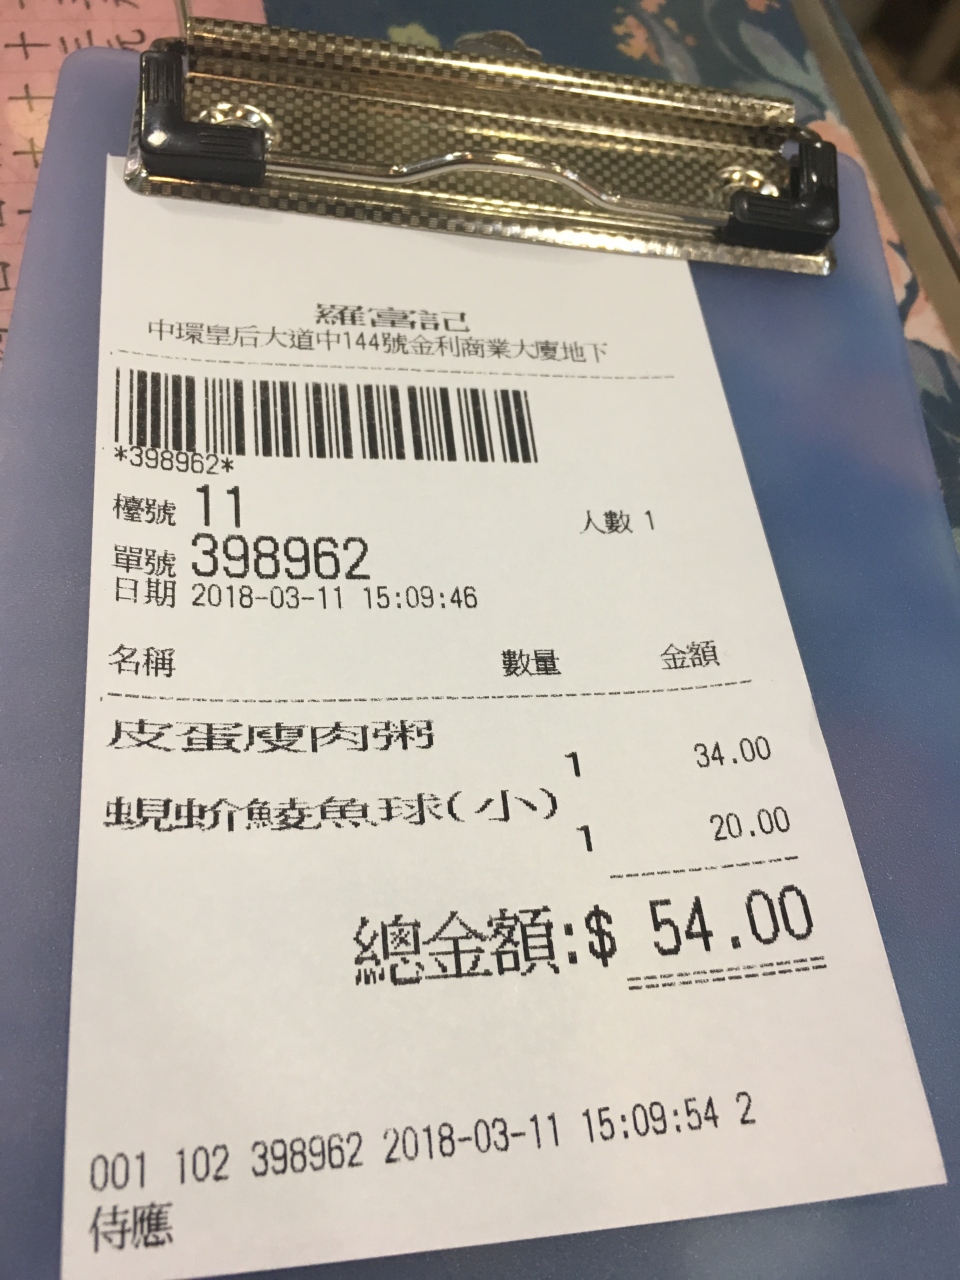 羅富記
中環皇后大道中144號金利商業大廈地下
*398962*
檯號 11 人數 1
單號 398962
日期 2018-03-11 15:09:46
名稱 數量 金額
皮蛋廋肉粥
1 34.00
蜆蚧鯪魚球(小)
1 20.00
總金額:$ 54.00
001 102 398962 2018-03-11 15:09:54 2
侍應